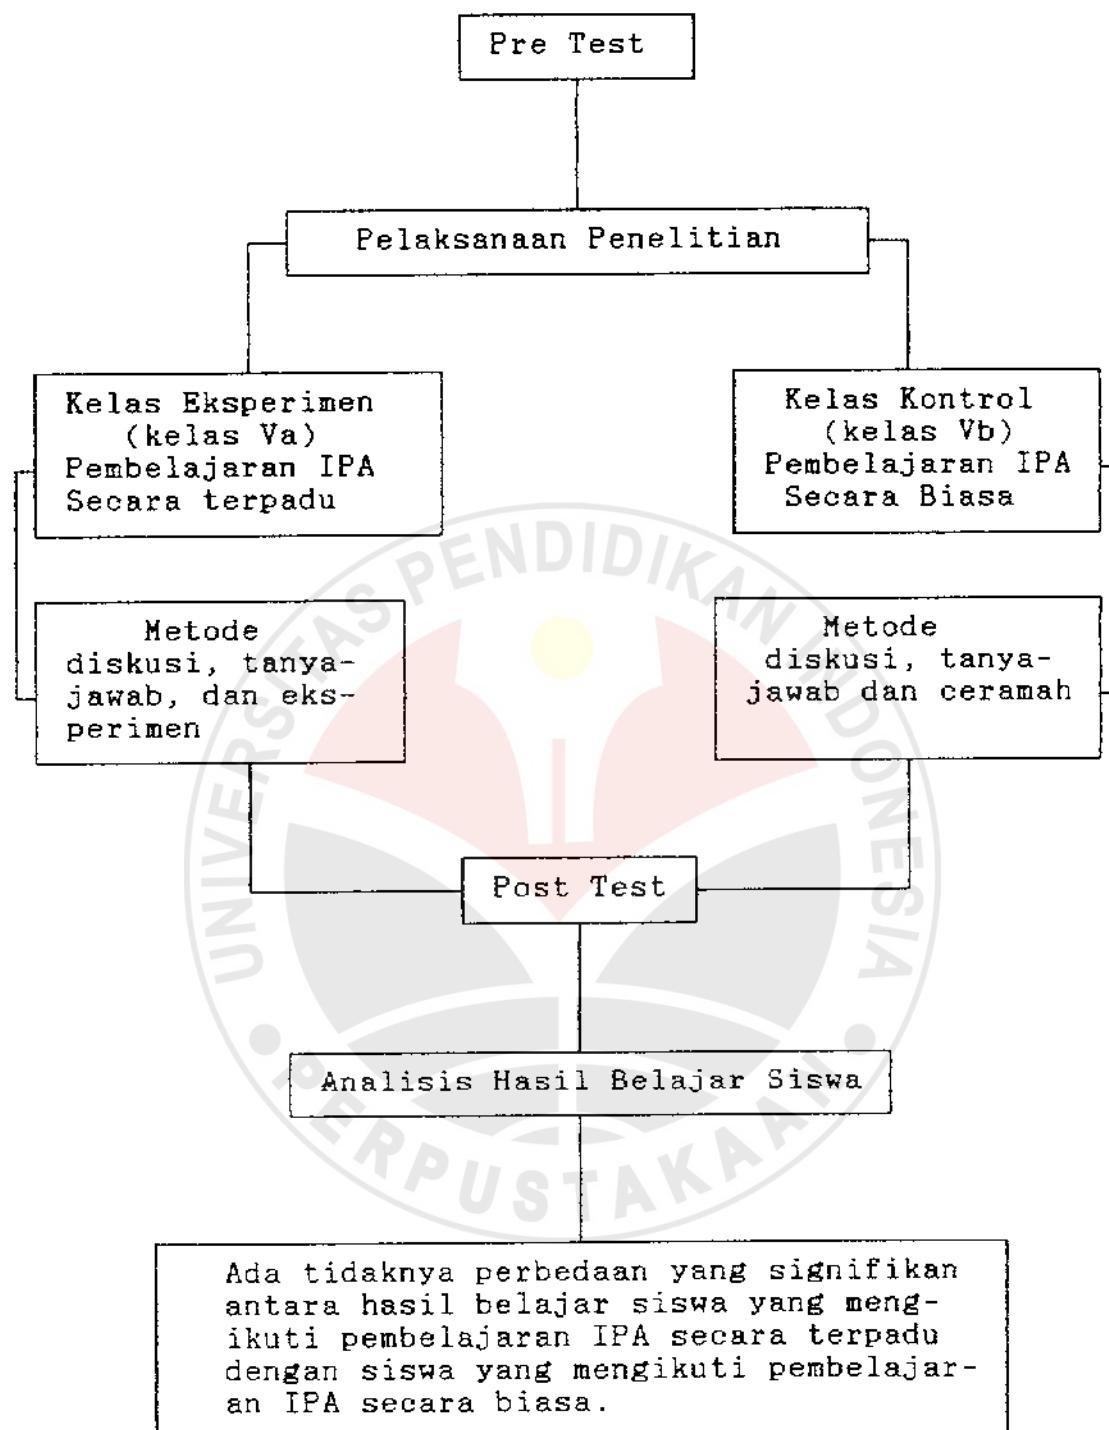 Pre Test
Pelaksanaan Penelitian
Kelas Eksperimen
(kelas Va)
Pembelajaran IPA
Secara terpadu
Kelas Kontrol
(kelas Vb)
Pembelajaran IPA
Secara Biasa
Metode
diskusi, tanya-
jawab, dan eks-
perimen
Metode
diskusi, tanya-
jawab dan ceramah
Post Test
Analisis Hasil Belajar Siswa
Ada tidaknya perbedaan yang signifikan
antara hasil belajar siswa yang meng-
ikuti pembelajaran IPA secara terpadu
dengan siswa yang mengikuti pembelajar-
an IPA secara biasa.
UNIVERSITAS PENDIDIKAN INDONESIA
PERPUSTAKAAN